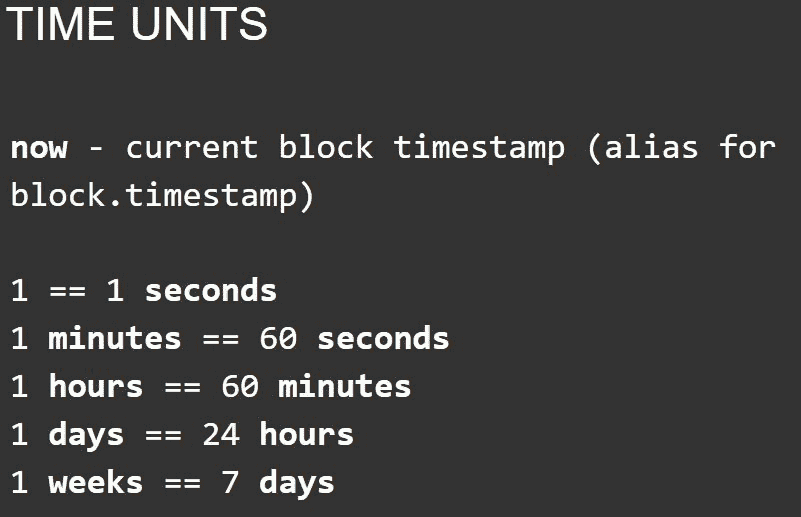 TIME UNITS
now - current block timestamp (alias for
block.timestamp)
1 == 1 seconds
1 minutes == 60 seconds
1 hours == 60 minutes
1 days == 24 hours
1 weeks == 7 days